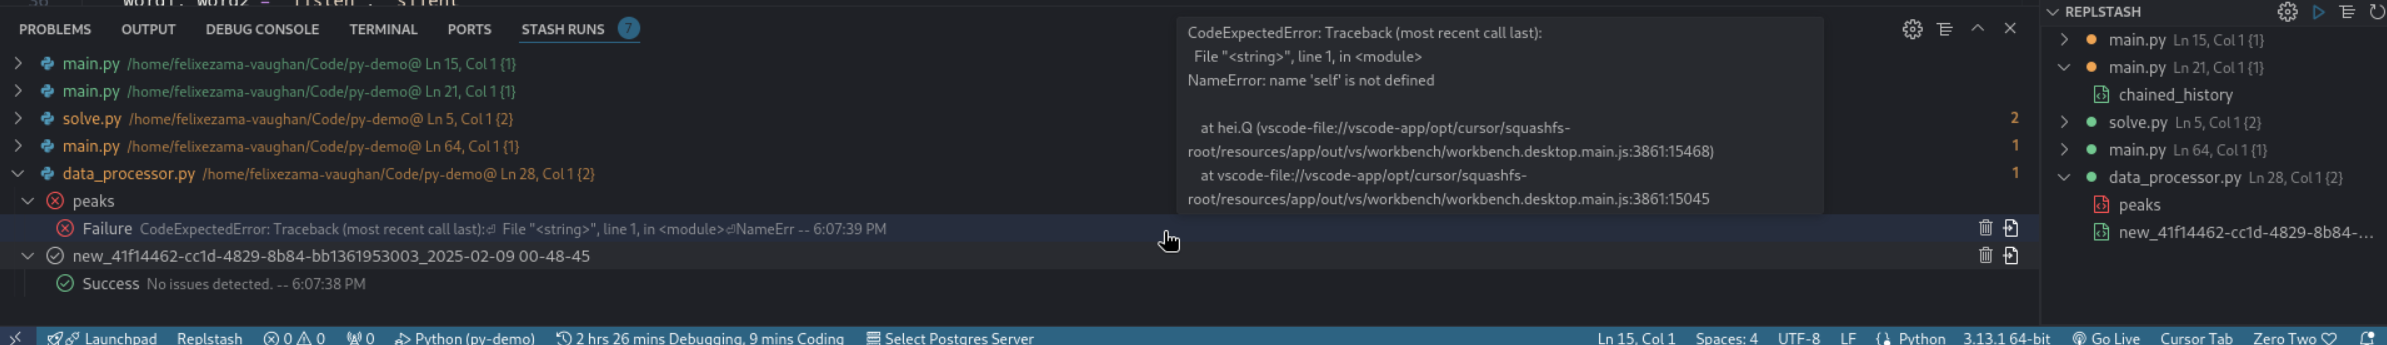 PROBLEMS OUTPUT DEBUG CONSOLE TERMINAL PORTS STASH RUNS 7
main.py /home/felixezama-vaughan/Code/py-demo@ Ln 15, Col 1 {1}
main.py /home/felixezama-vaughan/Code/py-demo@ Ln 21, Col 1 {1}
solve.py /home/felixezama-vaughan/Code/py-demo@ Ln 5, Col 1 {2} 2
main.py /home/felixezama-vaughan/Code/py-demo@ Ln 64, Col 1 {1} 1
data_processor.py /home/felixezama-vaughan/Code/py-demo@ Ln 28, Col 1 {2} 1
peaks
Failure CodeExpectedError: Traceback (most recent call last):⏎ File "<string>", line 1, in <module>⏎NameErr -- 6:07:39 PM
new_41f14462-cc1d-4829-8b84-bb1361953003_2025-02-09 00-48-45
Success No issues detected. -- 6:07:38 PM
CodeExpectedError: Traceback (most recent call last):
File "<string>", line 1, in <module>
NameError: name 'self' is not defined
at hei.Q (vscode-file://vscode-app/opt/cursor/squashfs-
root/resources/app/out/vs/workbench/workbench.desktop.main.js:3861:15468)
at vscode-file://vscode-app/opt/cursor/squashfs-
root/resources/app/out/vs/workbench/workbench.desktop.main.js:3861:15045
REPLSTASH
main.py Ln 15, Col 1 {1}
main.py Ln 21, Col 1 {1}
chained_history
solve.py Ln 5, Col 1 {2}
main.py Ln 64, Col 1 {1}
data_processor.py Ln 28, Col 1 {2}
peaks
new_41f14462-cc1d-4829-8b84-...
Launchpad Replstash 0 0 0 Python (py-demo) 2 hrs 26 mins Debugging, 9 mins Coding Select Postgres Server Ln 15, Col 1 Spaces: 4 UTF-8 LF Python 3.13.1 64-bit Go Live Cursor Tab Zero Two ♡